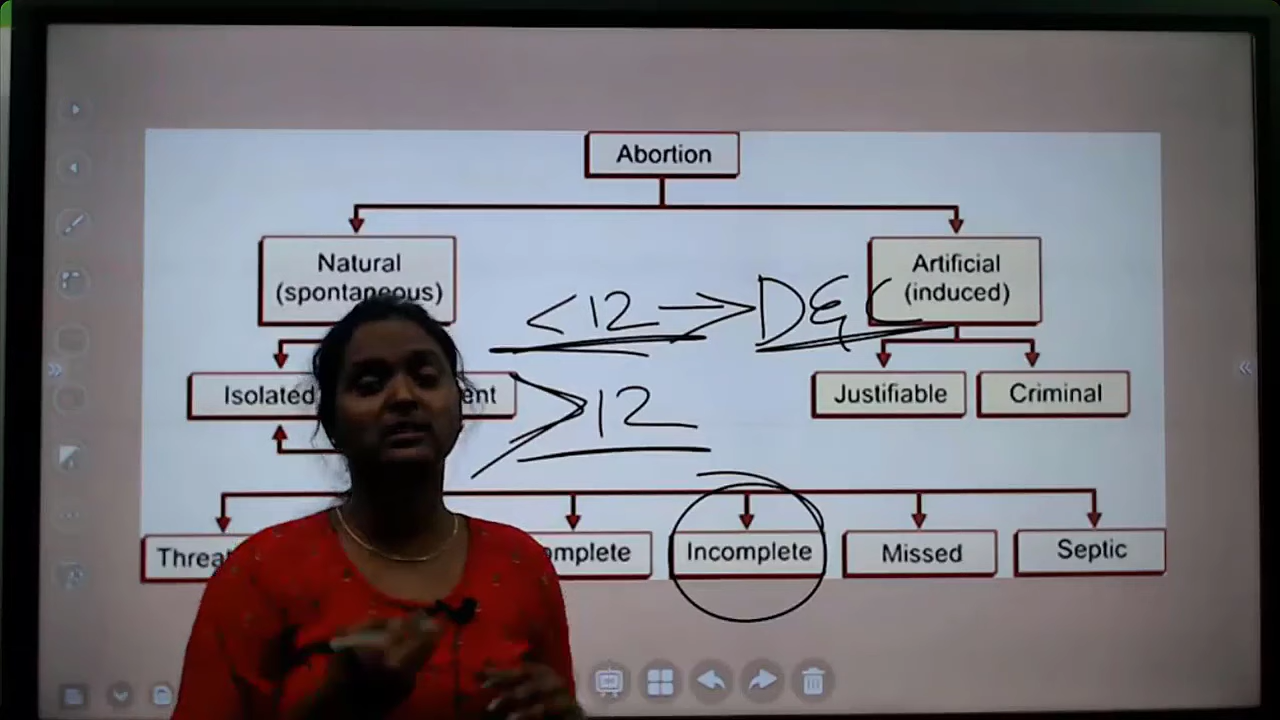 Abortion
Natural
(spontaneous)
Artificial
(induced)
<12 → D&C
Isolated
Justifiable
Criminal
>12
Incomplete
Missed
Septic